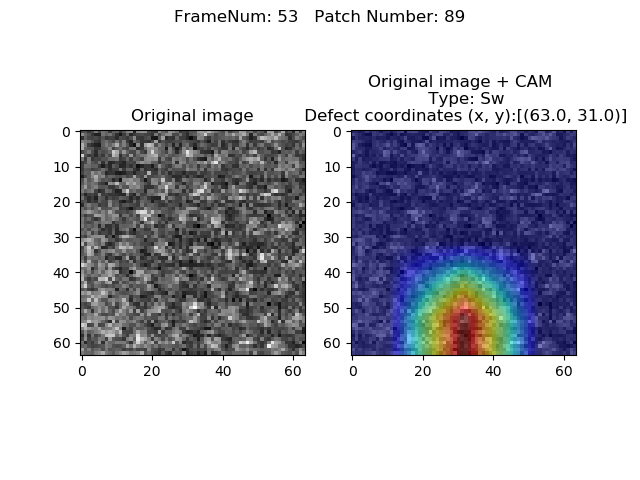 FrameNum: 53   Patch Number: 89
Original image
0
10
20
30
40
50
60
0 20 40 60
Original image + CAM
Type: Sw
Defect coordinates (x, y):[(63.0, 31.0)]
0
10
20
30
40
50
60
0 20 40 60